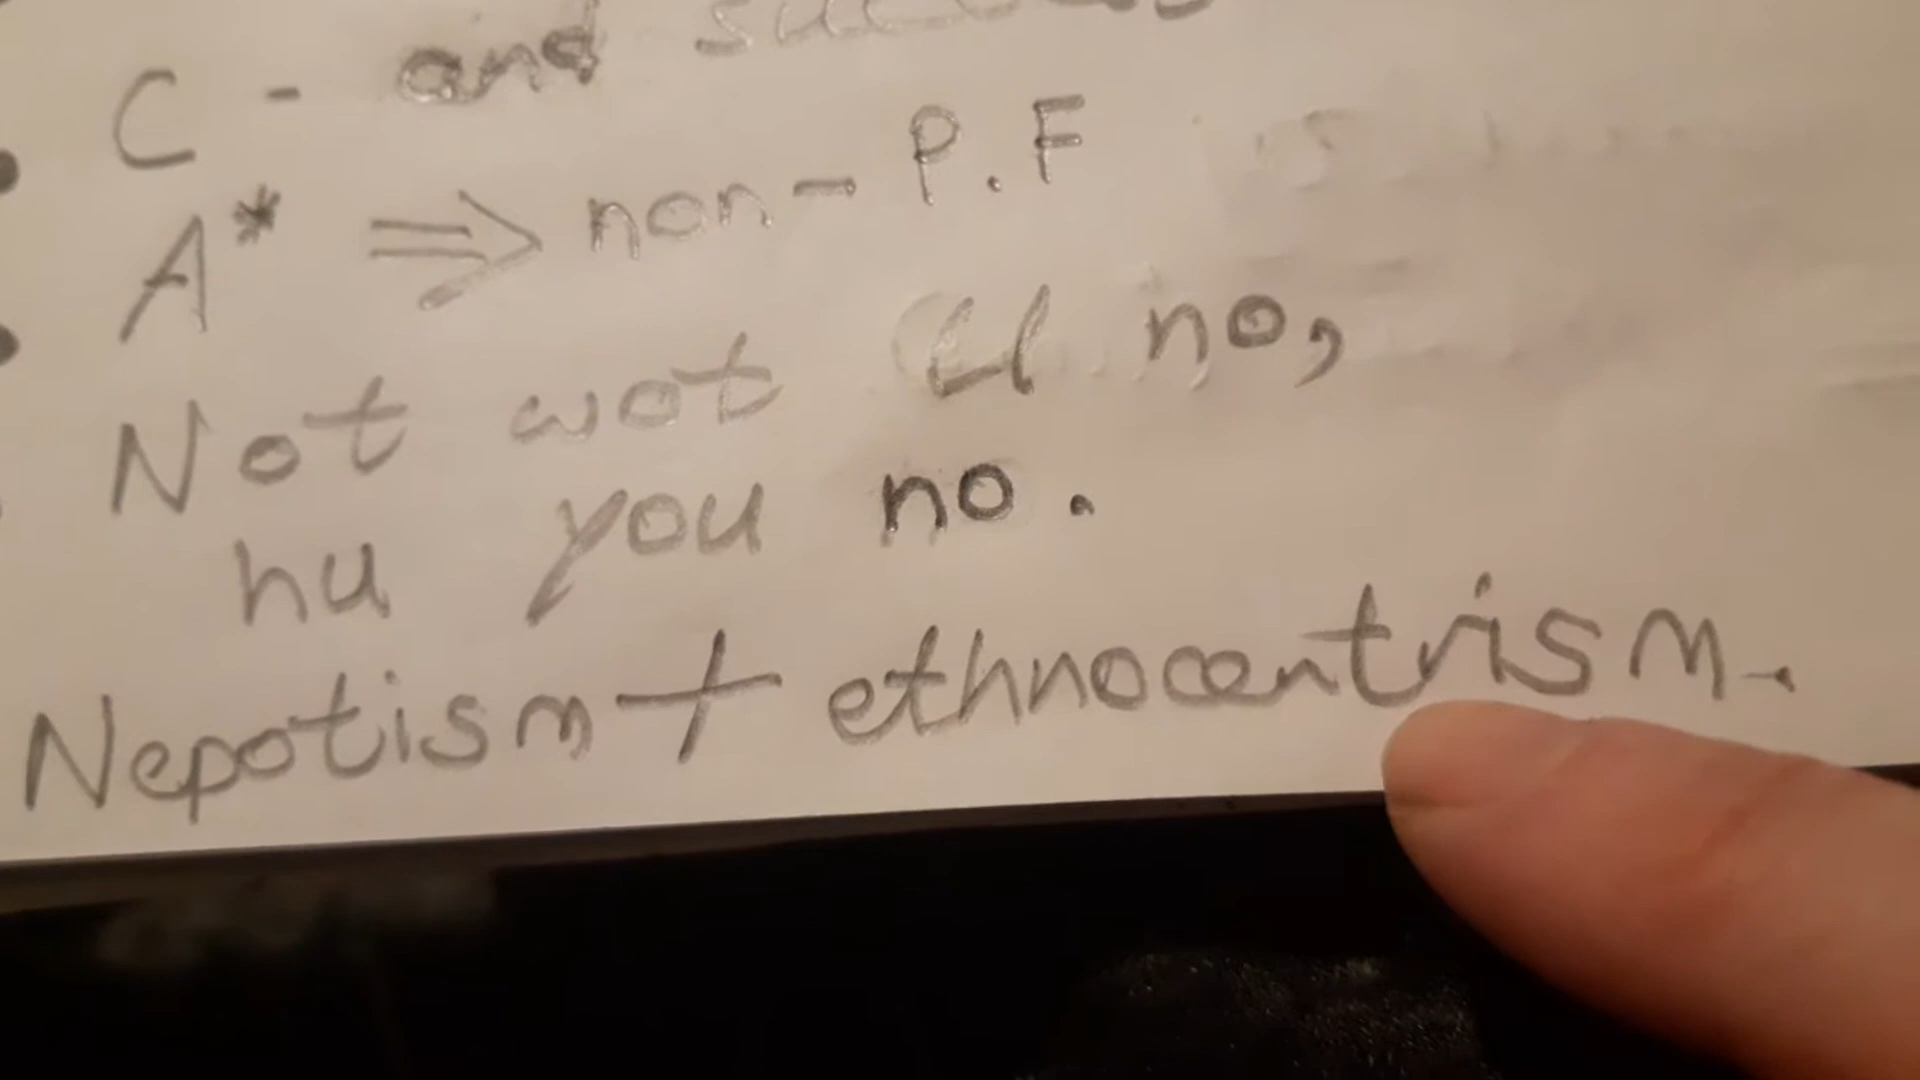 C - and
A* ⇒ non-P.F
Not wot U no,
hu you no.
Nepotism + ethnocentrism.